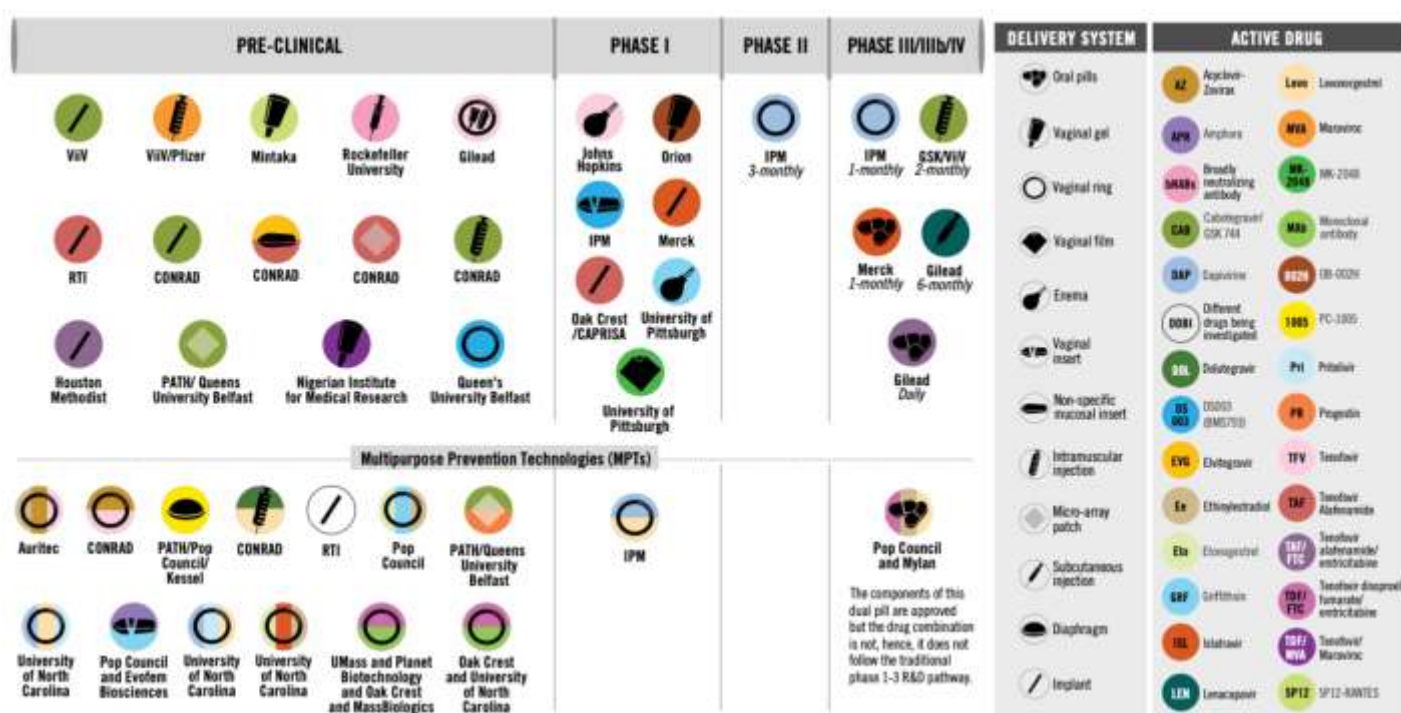 PRE-CLINICAL
PHASE I
PHASE II
PHASE III/IIIb/IV
ViiV
ViiV/Pfizer
Mintaka
Rockefeller
University
Gilead
Johns
Hopkins
Orion
IPM
3-monthly
IPM
1-monthly
GSK/ViiV
2-monthly
RTI
CONRAD
CONRAD
CONRAD
CONRAD
IPM
Merck
Merck
1-monthly
Gilead
6-monthly
Oak Crest
/CAPRISA
University of
Pittsburgh
Houston
Methodist
PATH/ Queens
University Belfast
Nigerian Institute
for Medical Research
Queen's
University Belfast
University of
Pittsburgh
Gilead
Daily
Multipurpose Prevention Technologies (MPTs)
Auritec
CONRAD
PATH/Pop
Council/
Kessel
CONRAD
RTI
Pop
Council
PATH/Queens
University
Belfast
IPM
Pop Council
and Mylan
The components of this
dual pill are approved
but the drug combination
is not, hence, it does not
follow the traditional
phase 1-3 R&D pathway.
University
of North
Carolina
Pop Council
and Evofem
Biosciences
University
of North
Carolina
University
of North
Carolina
UMass and Planet
Biotechnology
and Oak Crest
and MassBiologics
Oak Crest
and University
of North
Carolina
DELIVERY SYSTEM
Oral pills
Vaginal gel
Vaginal ring
Vaginal film
Enema
Vaginal
insert
Non-specific
mucosal insert
Intramuscular
injection
Micro-array
patch
Subcutaneous
injection
Diaphragm
Implant
ACTIVE DRUG
AZ
Acyclovir-
Zovirax
APH
Amphora
bNABs
Broadly
neutralizing
antibody
CAB
Cabotegravir/
GSK 744
DAP
Dapivirine
DDBI
Different
drugs being
investigated
DOL
Dolutegravir
DS
003
DS003
(BMS793)
EVG
Elvitegravir
Ee
Ethinylestradiol
Eto
Etonogestrel
GRF
Griffithsin
ISL
Islatravir
LEN
Lenacapavir
Levo
Levonorgestrel
MVA
Maraviroc
MK-
2048
MK-2048
MAb
Monoclonal
antibody
002H
OB-002H
1005
PC-1005
Pri
Pritelivir
PR
Progestin
TFV
Tenofovir
TAF
Tenofovir
Alafenamide
TAF/
FTC
Tenofovir
alafenamide/
emtricitabine
TDF/
FTC
Tenofovir disoproxil
fumarate/
emtricitabine
TDF/
MVA
Tenofovir/
Maraviroc
SP12
SP12-RANTES